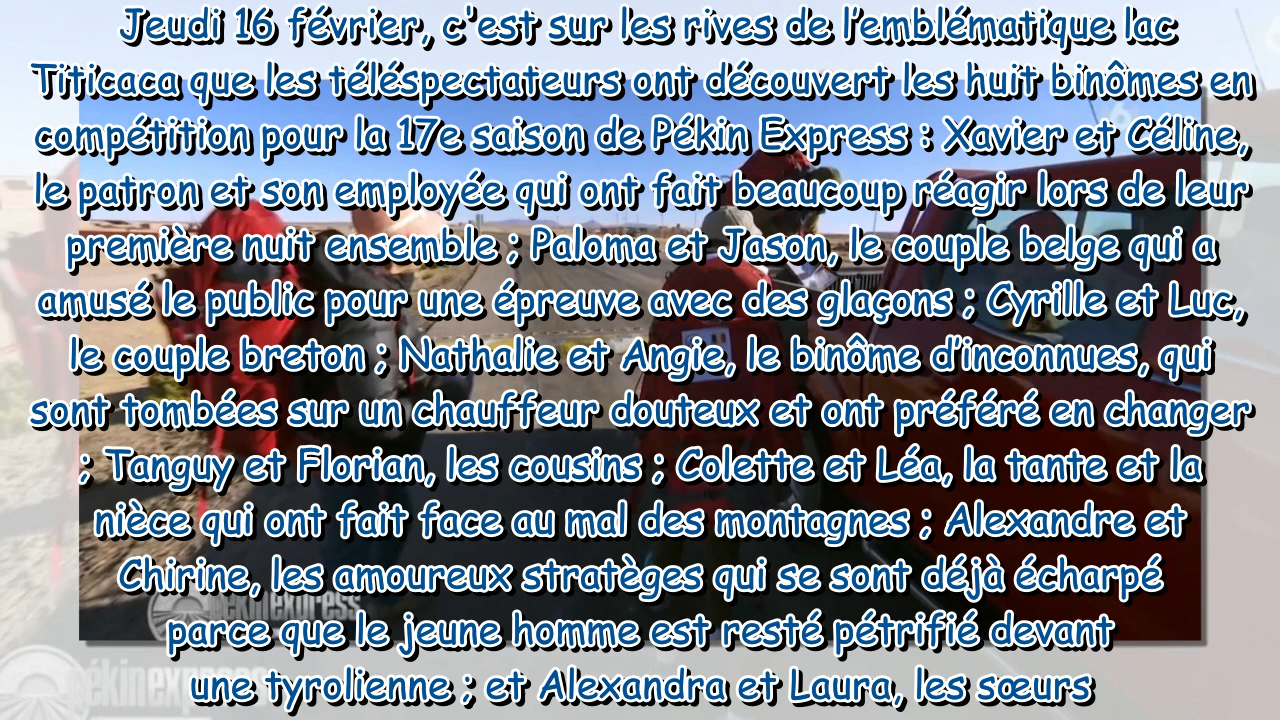 Jeudi 16 février, c'est sur les rives de l’emblématique lac
Titicaca que les téléspectateurs ont découvert les huit binômes en
compétition pour la 17e saison de Pékin Express : Xavier et Céline,
le patron et son employée qui ont fait beaucoup réagir lors de leur
première nuit ensemble ; Paloma et Jason, le couple belge qui a
amusé le public pour une épreuve avec des glaçons ; Cyrille et Luc,
le couple breton ; Nathalie et Angie, le binôme d’inconnues, qui
sont tombées sur un chauffeur douteux et ont préféré en changer
; Tanguy et Florian, les cousins ; Colette et Léa, la tante et la
nièce qui ont fait face au mal des montagnes ; Alexandre et
Chirine, les amoureux stratèges qui se sont déjà écharpé
parce que le jeune homme est resté pétrifié devant
une tyrolienne ; et Alexandra et Laura, les sœurs
pékinexpress